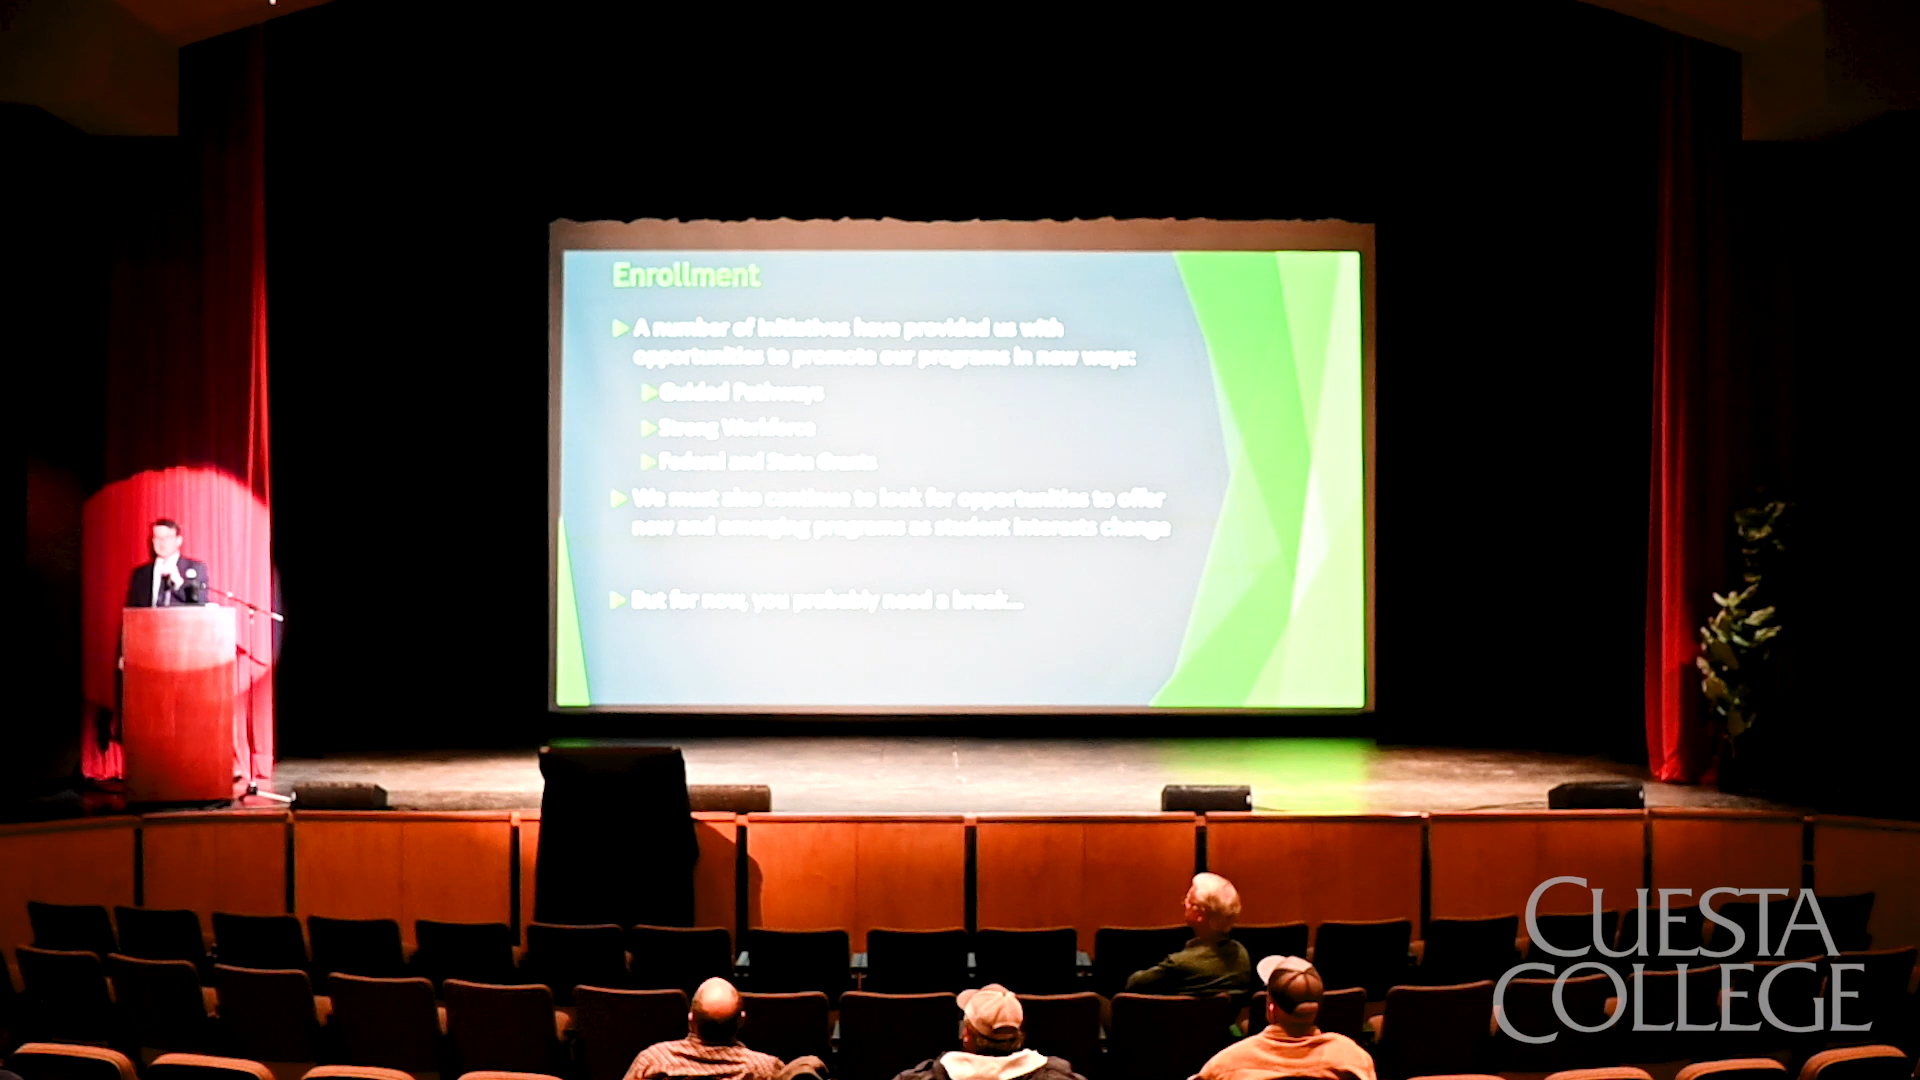 Enrollment
A number of initiatives have provided us with
opportunities to promote our programs in new ways:
Guided Pathways
Strong Workforce
Federal and State Grants
We must also continue to look for opportunities to offer
new and emerging programs as student interests change
But for now, you probably need a break...
CUESTA
COLLEGE